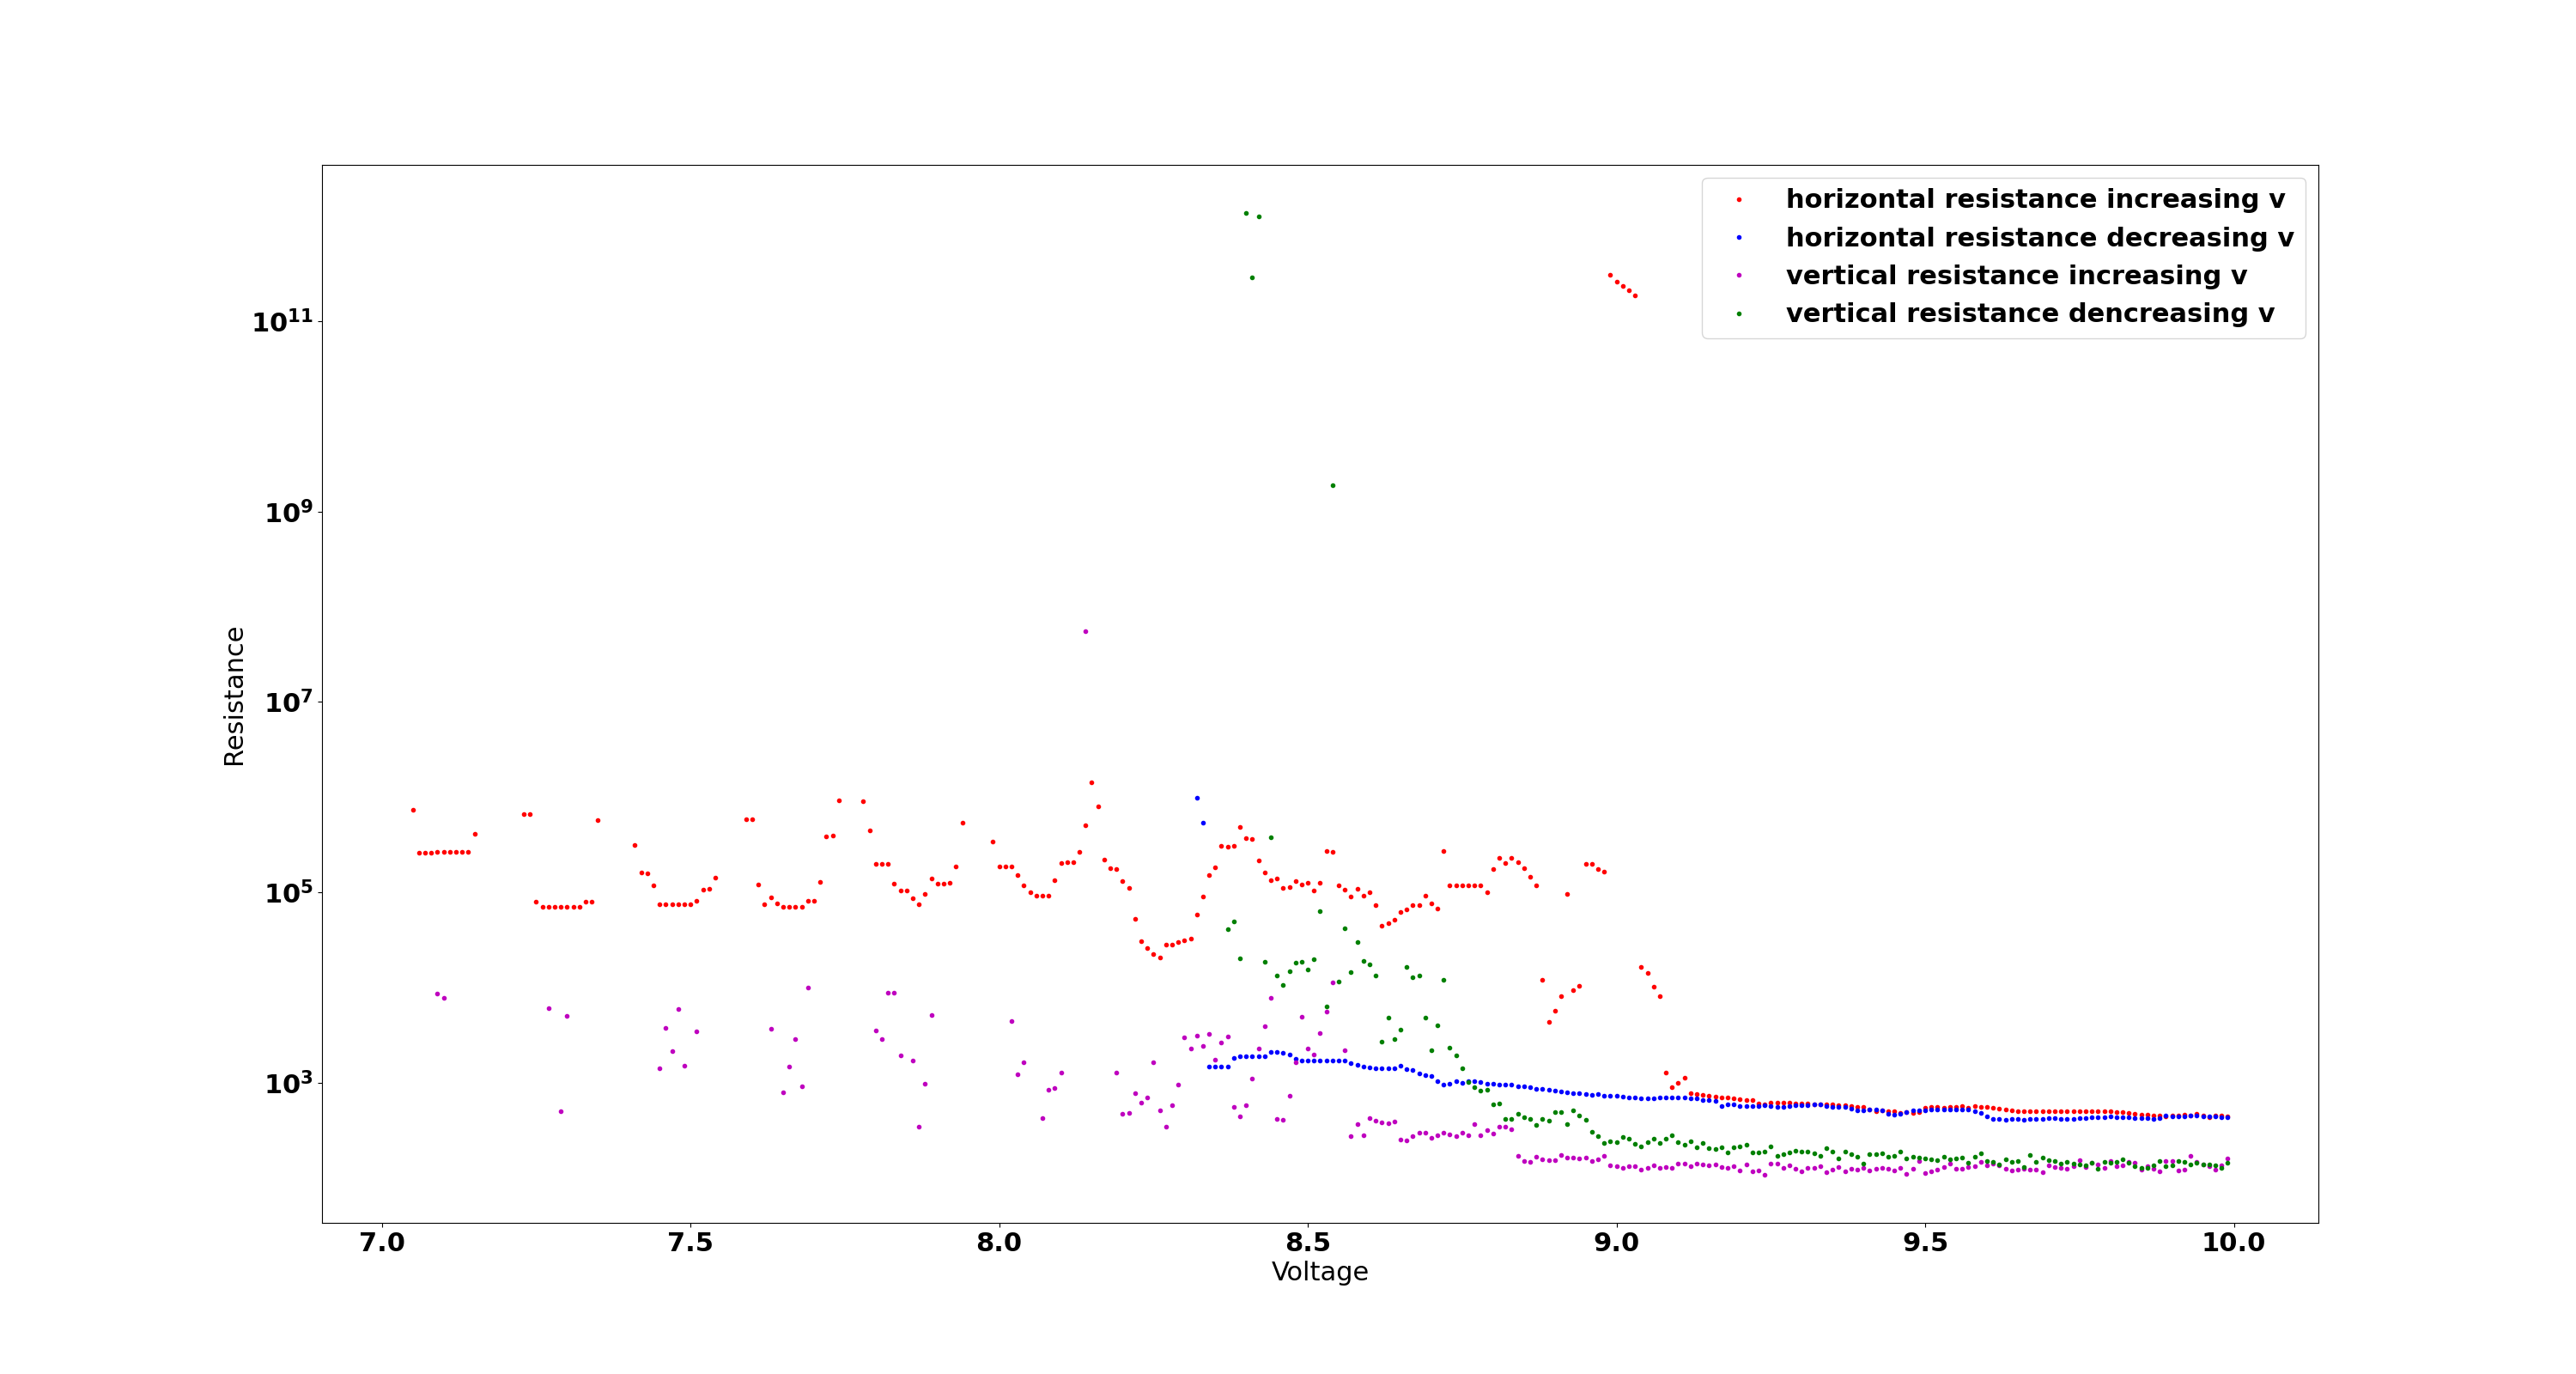 horizontal resistance increasing v
horizontal resistance decreasing v
vertical resistance increasing v
vertical resistance dencreasing v
10¹¹
10⁹
10⁷
10⁵
10³
Resistance
7.0 7.5 8.0 8.5 9.0 9.5 10.0
Voltage